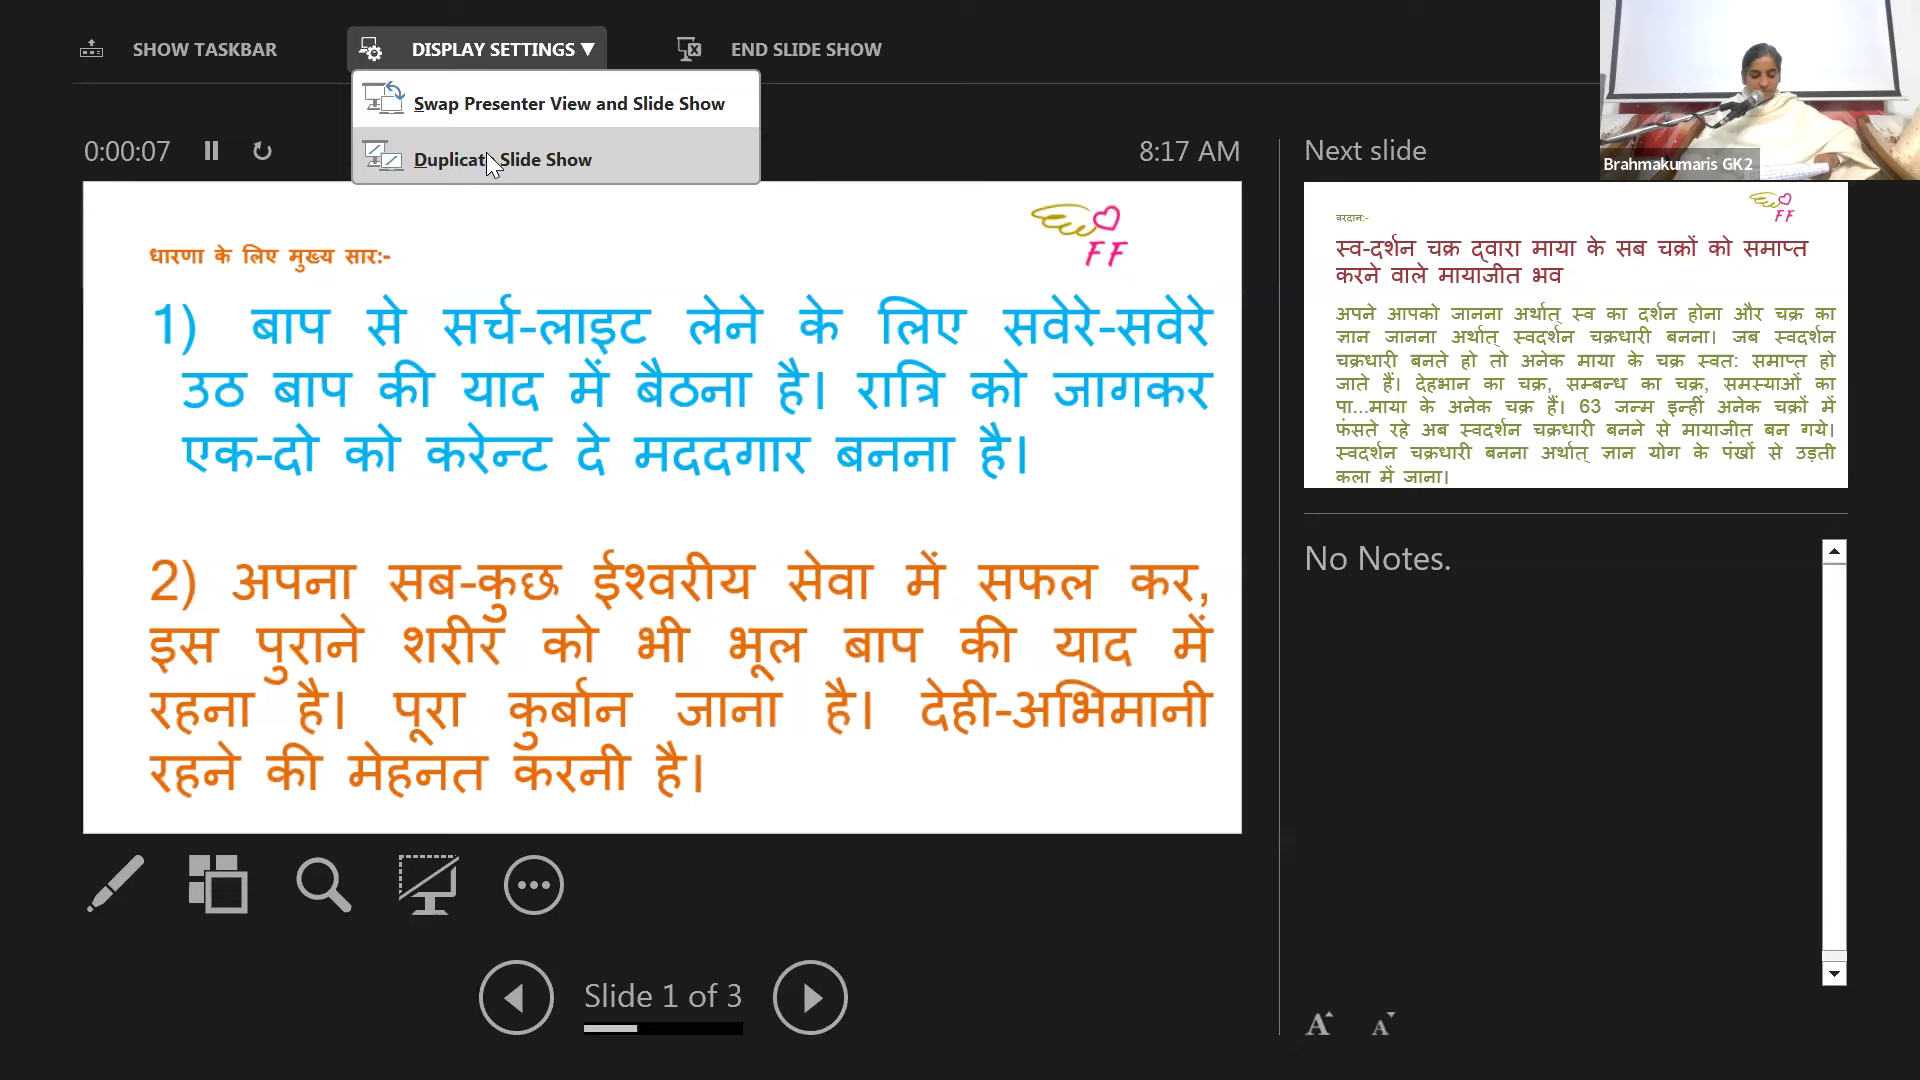 SHOW TASKBAR
DISPLAY SETTINGS ▼
END SLIDE SHOW
Swap Presenter View and Slide Show
Duplicate Slide Show
0:00:07
8:17 AM
धारणा के लिए मुख्य सार:-
FF
1) बाप से सर्च-लाइट लेने के लिए सवेरे-सवेरे
उठ बाप की याद में बैठना है। रात्रि को जागकर
एक-दो को करेन्ट दे मददगार बनना है।
2) अपना सब-कुछ ईश्वरीय सेवा में सफल कर,
इस पुराने शरीर को भी भूल बाप की याद में
रहना है। पूरा कुर्बान जाना है। देही-अभिमानी
रहने की मेहनत करनी है।
Slide 1 of 3
Brahmakumaris GK2
Next slide
वरदान:-
FF
स्व-दर्शन चक्र द्वारा माया के सब चक्रों को समाप्त
करने वाले मायाजीत भव
अपने आपको जानना अर्थात् स्व का दर्शन होना और चक्र का
ज्ञान जानना अर्थात् स्वदर्शन चक्रधारी बनना। जब स्वदर्शन
चक्रधारी बनते हो तो अनेक माया के चक्र स्वत: समाप्त हो
जाते हैं। देहभान का चक्र, सम्बन्ध का चक्र, समस्याओं का
पा...माया के अनेक चक्र हैं। 63 जन्म इन्हीं अनेक चक्रों में
फंसते रहे अब स्वदर्शन चक्रधारी बनने से मायाजीत बन गये।
स्वदर्शन चक्रधारी बनना अर्थात् ज्ञान योग के पंखों से उड़ती
कला में जाना।
No Notes.
A A